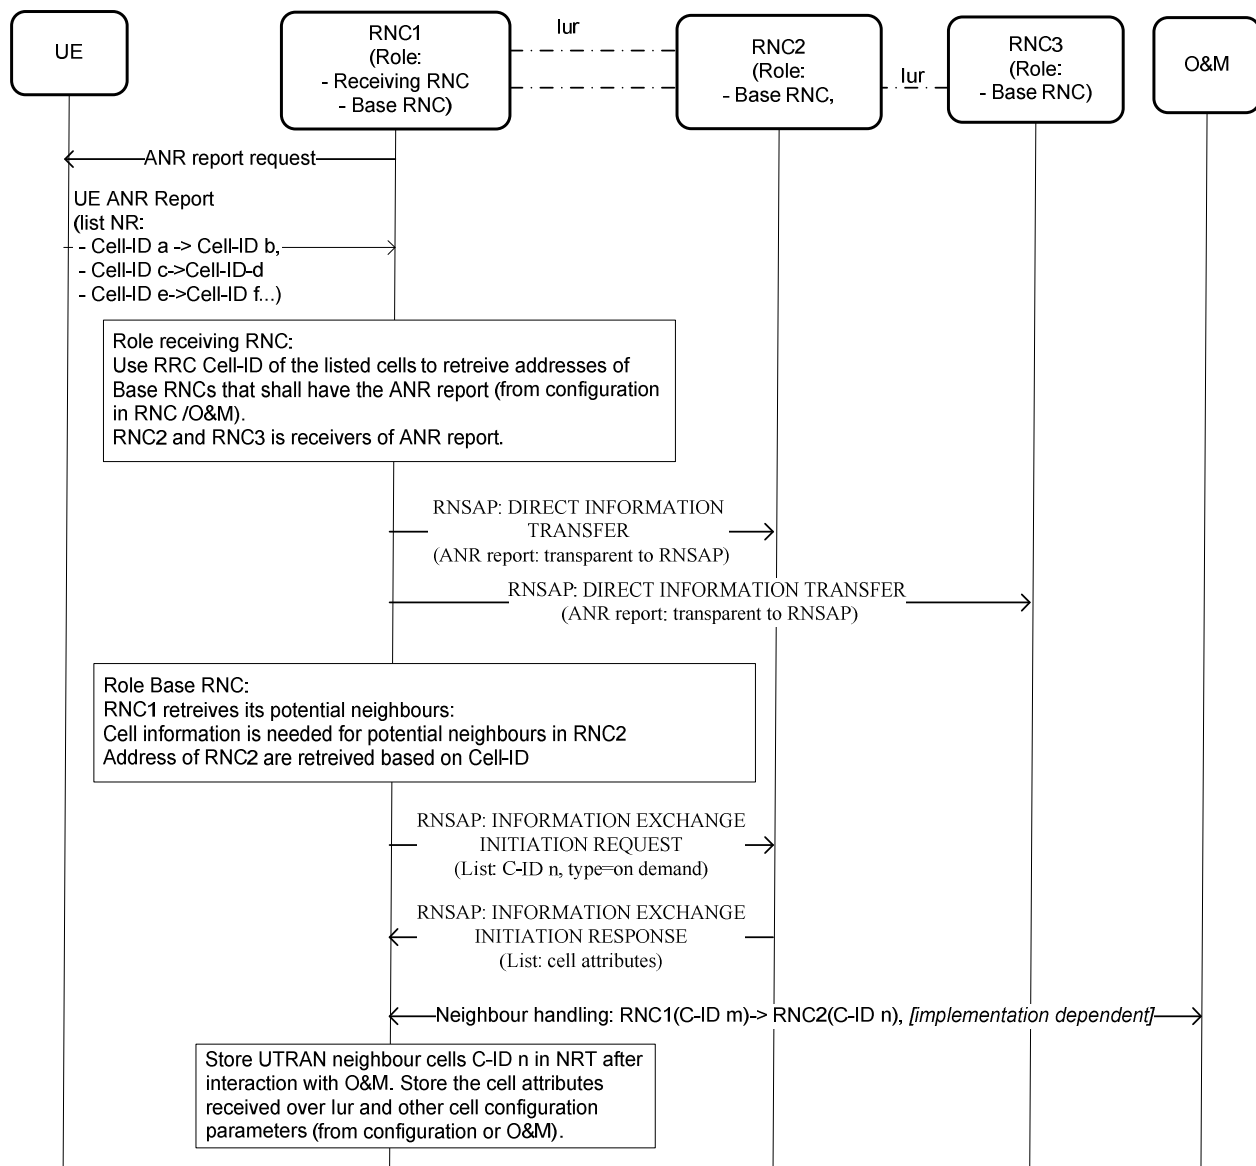 UE
RNC1
(Role:
- Receiving RNC
- Base RNC)
Iur
RNC2
(Role:
- Base RNC,
Iur
RNC3
(Role:
- Base RNC)
O&M
ANR report request
UE ANR Report
(list NR:
- Cell-ID a -> Cell-ID b,
- Cell-ID c->Cell-ID-d
- Cell-ID e->Cell-ID f...)
Role receiving RNC:
Use RRC Cell-ID of the listed cells to retreive addresses of
Base RNCs that shall have the ANR report (from configuration
in RNC /O&M).
RNC2 and RNC3 is receivers of ANR report.
RNSAP: DIRECT INFORMATION
TRANSFER
(ANR report: transparent to RNSAP)
RNSAP: DIRECT INFORMATION TRANSFER
(ANR report: transparent to RNSAP)
Role Base RNC:
RNC1 retreives its potential neighbours:
Cell information is needed for potential neighbours in RNC2
Address of RNC2 are retreived based on Cell-ID
RNSAP: INFORMATION EXCHANGE
INITIATION REQUEST
(List: C-ID n, type=on demand)
RNSAP: INFORMATION EXCHANGE
INITIATION RESPONSE
(List: cell attributes)
Neighbour handling: RNC1(C-ID m)-> RNC2(C-ID n), [implementation dependent]
Store UTRAN neighbour cells C-ID n in NRT after
interaction with O&M. Store the cell attributes
received over Iur and other cell configuration
parameters (from configuration or O&M).